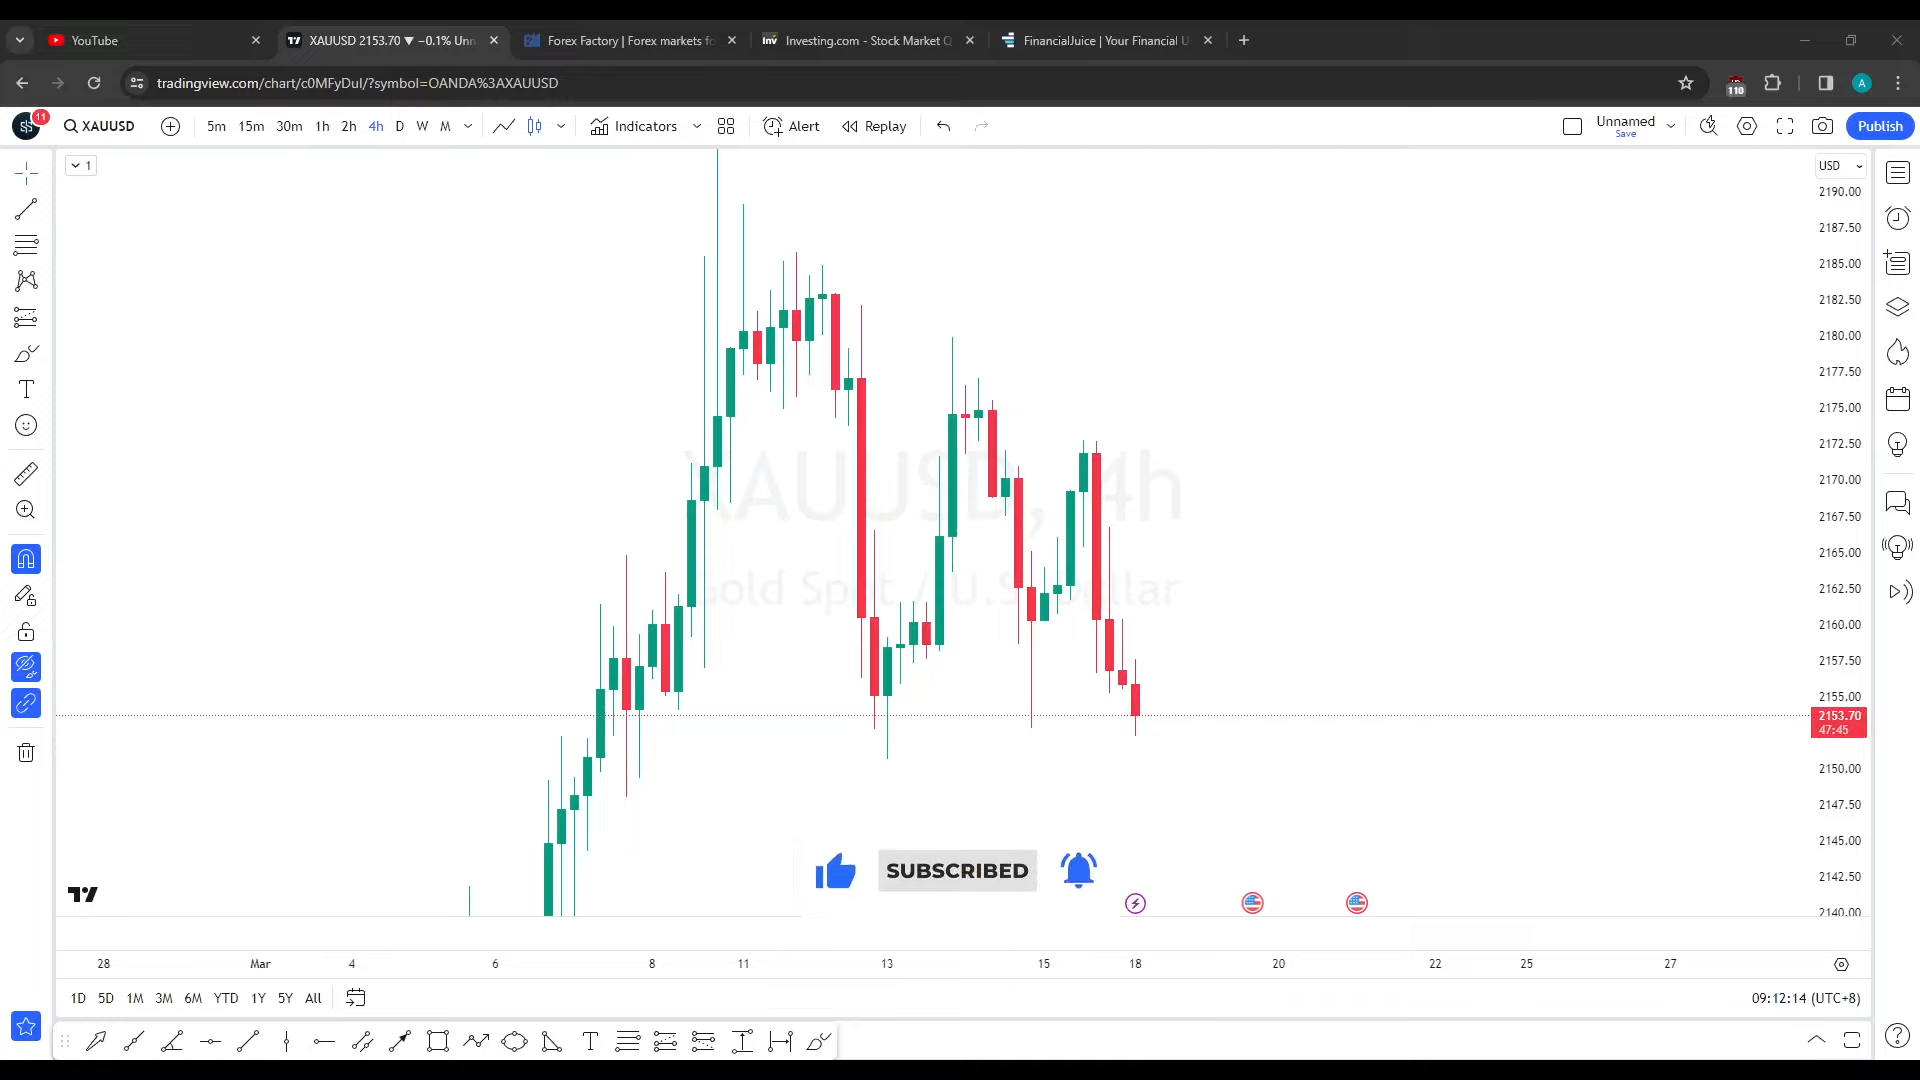 YouTube
XAUUSD 2153.70 ▼ −0.1% Unn
Forex Factory | Forex markets fo
Investing.com - Stock Market Q
FinancialJuice | Your Financial U
tradingview.com/chart/c0MFyDuI/?symbol=OANDA%3AXAUUSD
110
A
11
XAUUSD
5m 15m 30m 1h 2h 4h D W M
Indicators
Alert
Replay
Unnamed
Save
Publish
1
USD
2190.00
2187.50
2185.00
2182.50
2180.00
2177.50
2175.00
2172.50
2170.00
2167.50
2165.00
2162.50
2160.00
2157.50
2155.00
2153.70
47:45
2150.00
2147.50
2145.00
2142.50
2140.00
XAUUSD, 4h
Gold Spot / U.S. Dollar
SUBSCRIBED
28 Mar 4 6 8 11 13 15 18 20 22 25 27
1D 5D 1M 3M 6M YTD 1Y 5Y All
09:12:14 (UTC+8)